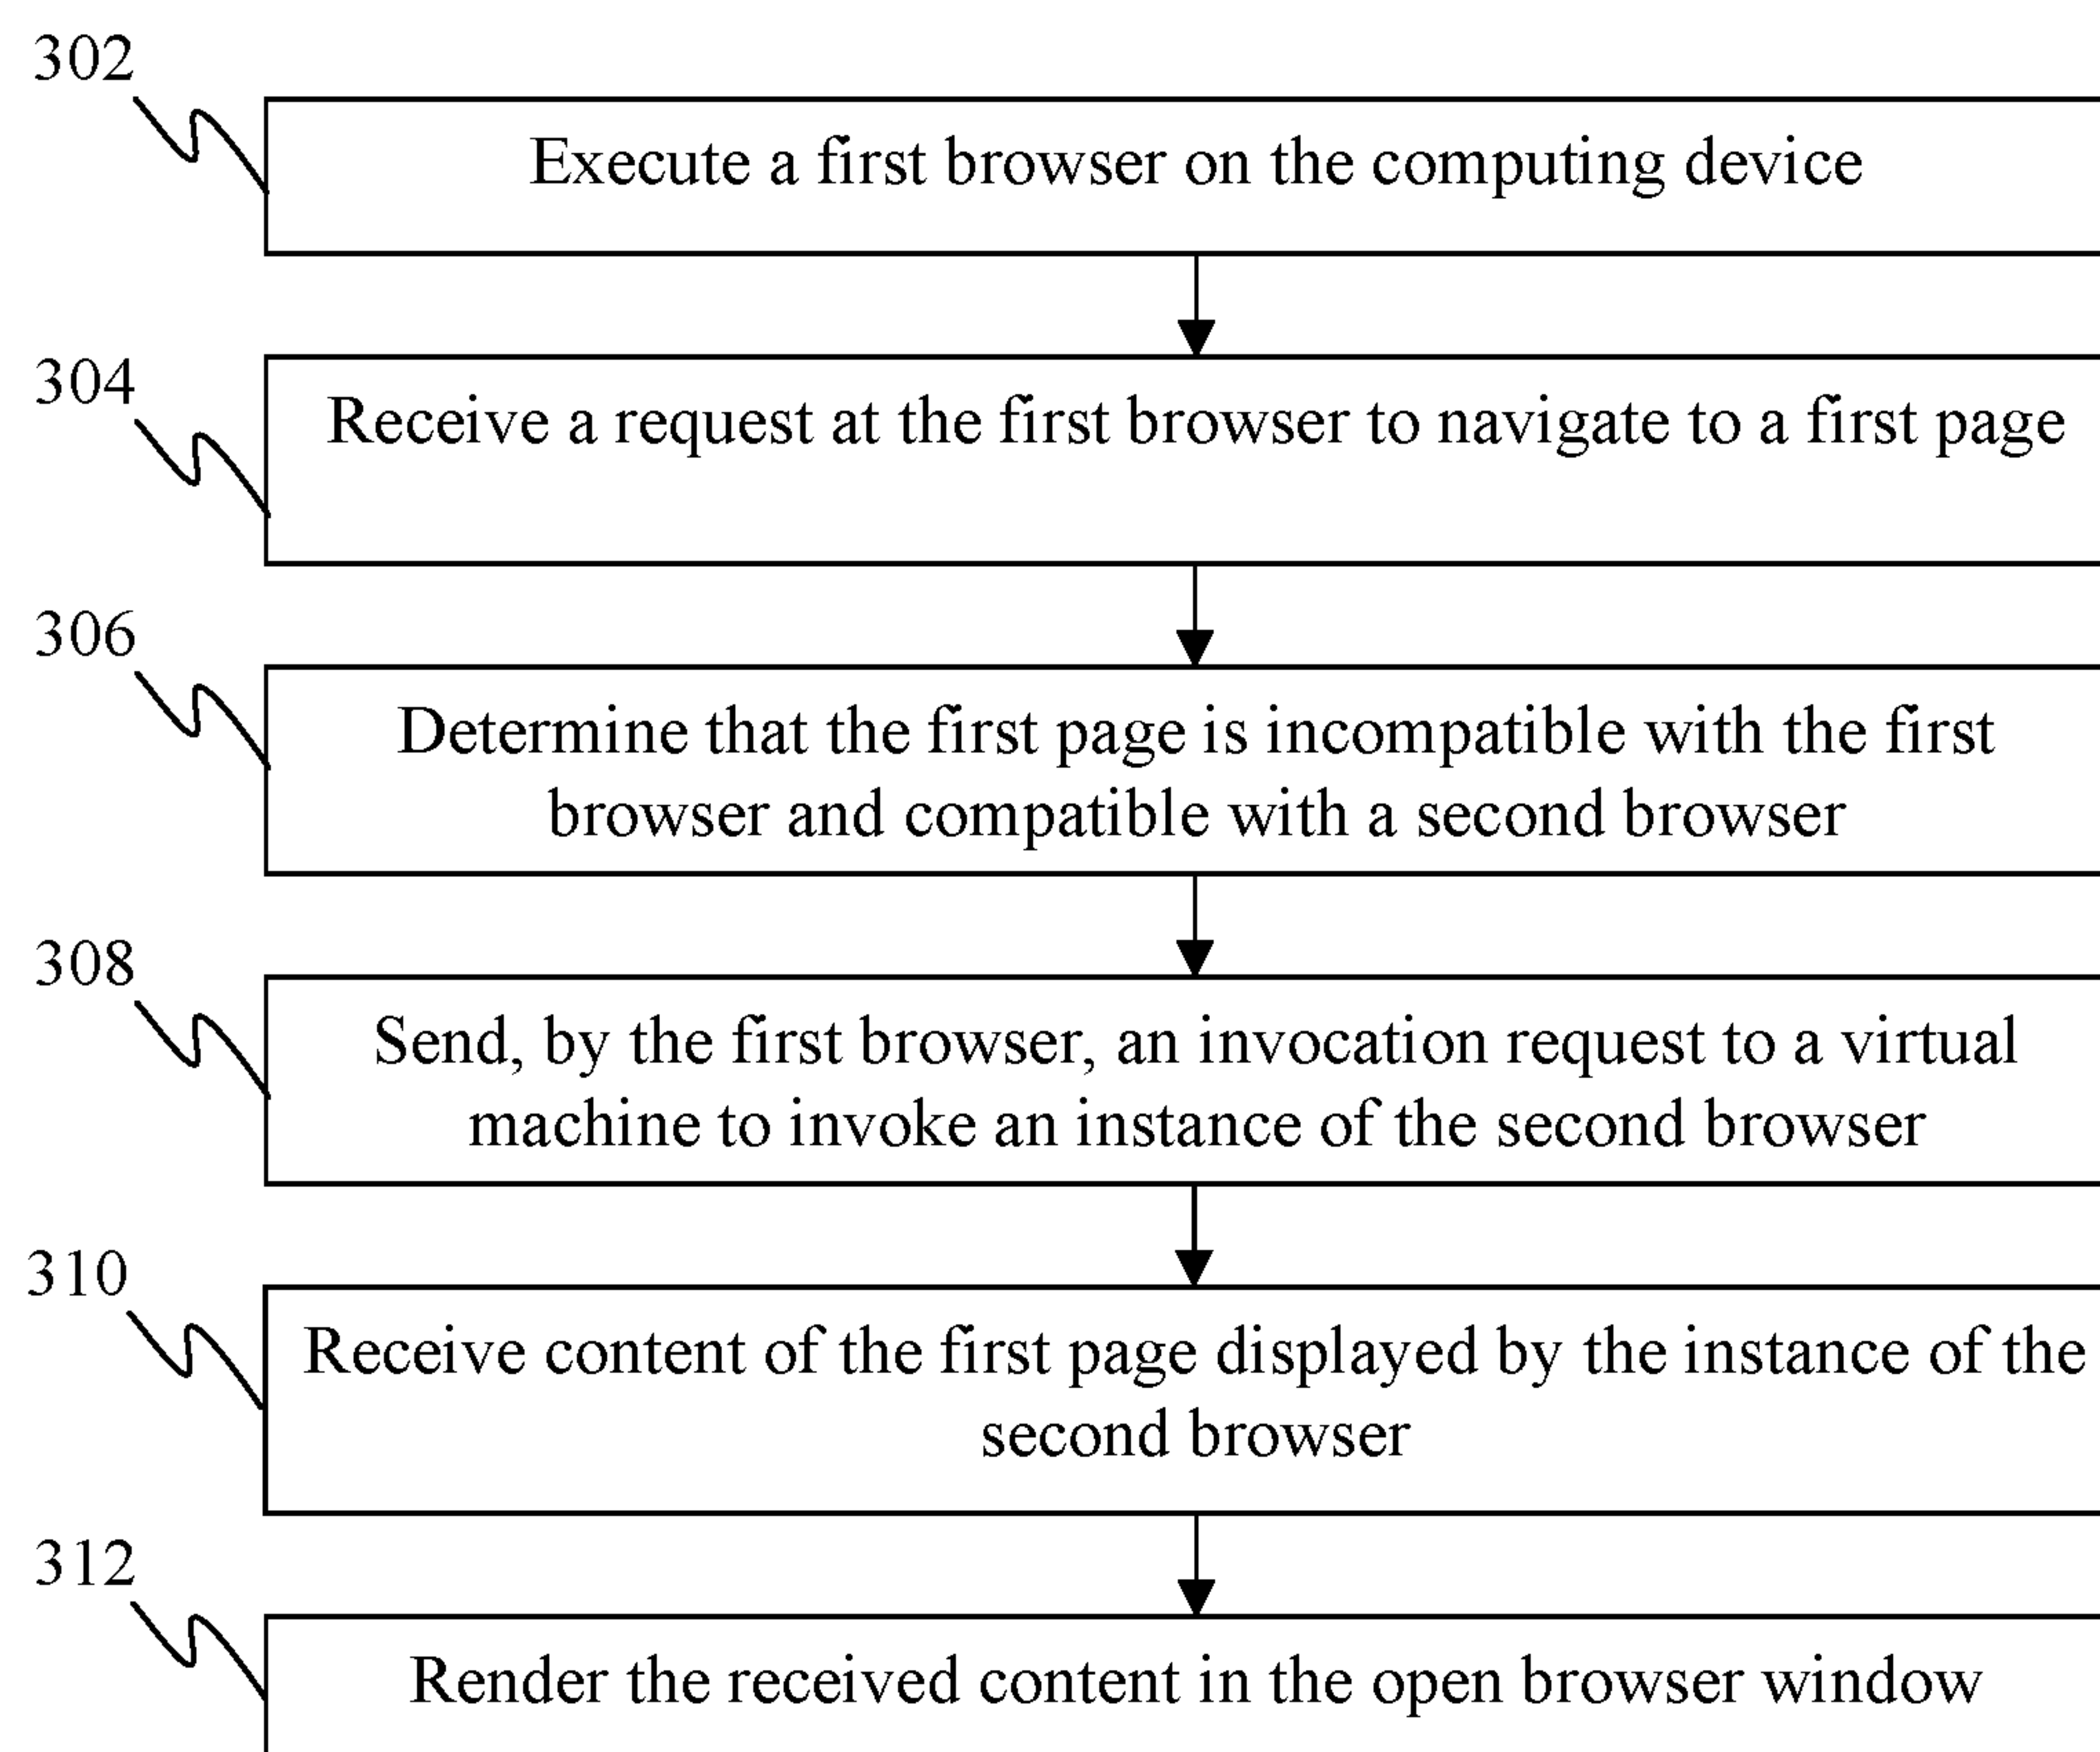 302
Execute a first browser on the computing device
304
Receive a request at the first browser to navigate to a first page
306
Determine that the first page is incompatible with the first
browser and compatible with a second browser
308
Send, by the first browser, an invocation request to a virtual
machine to invoke an instance of the second browser
310
Receive content of the first page displayed by the instance of the
second browser
312
Render the received content in the open browser window